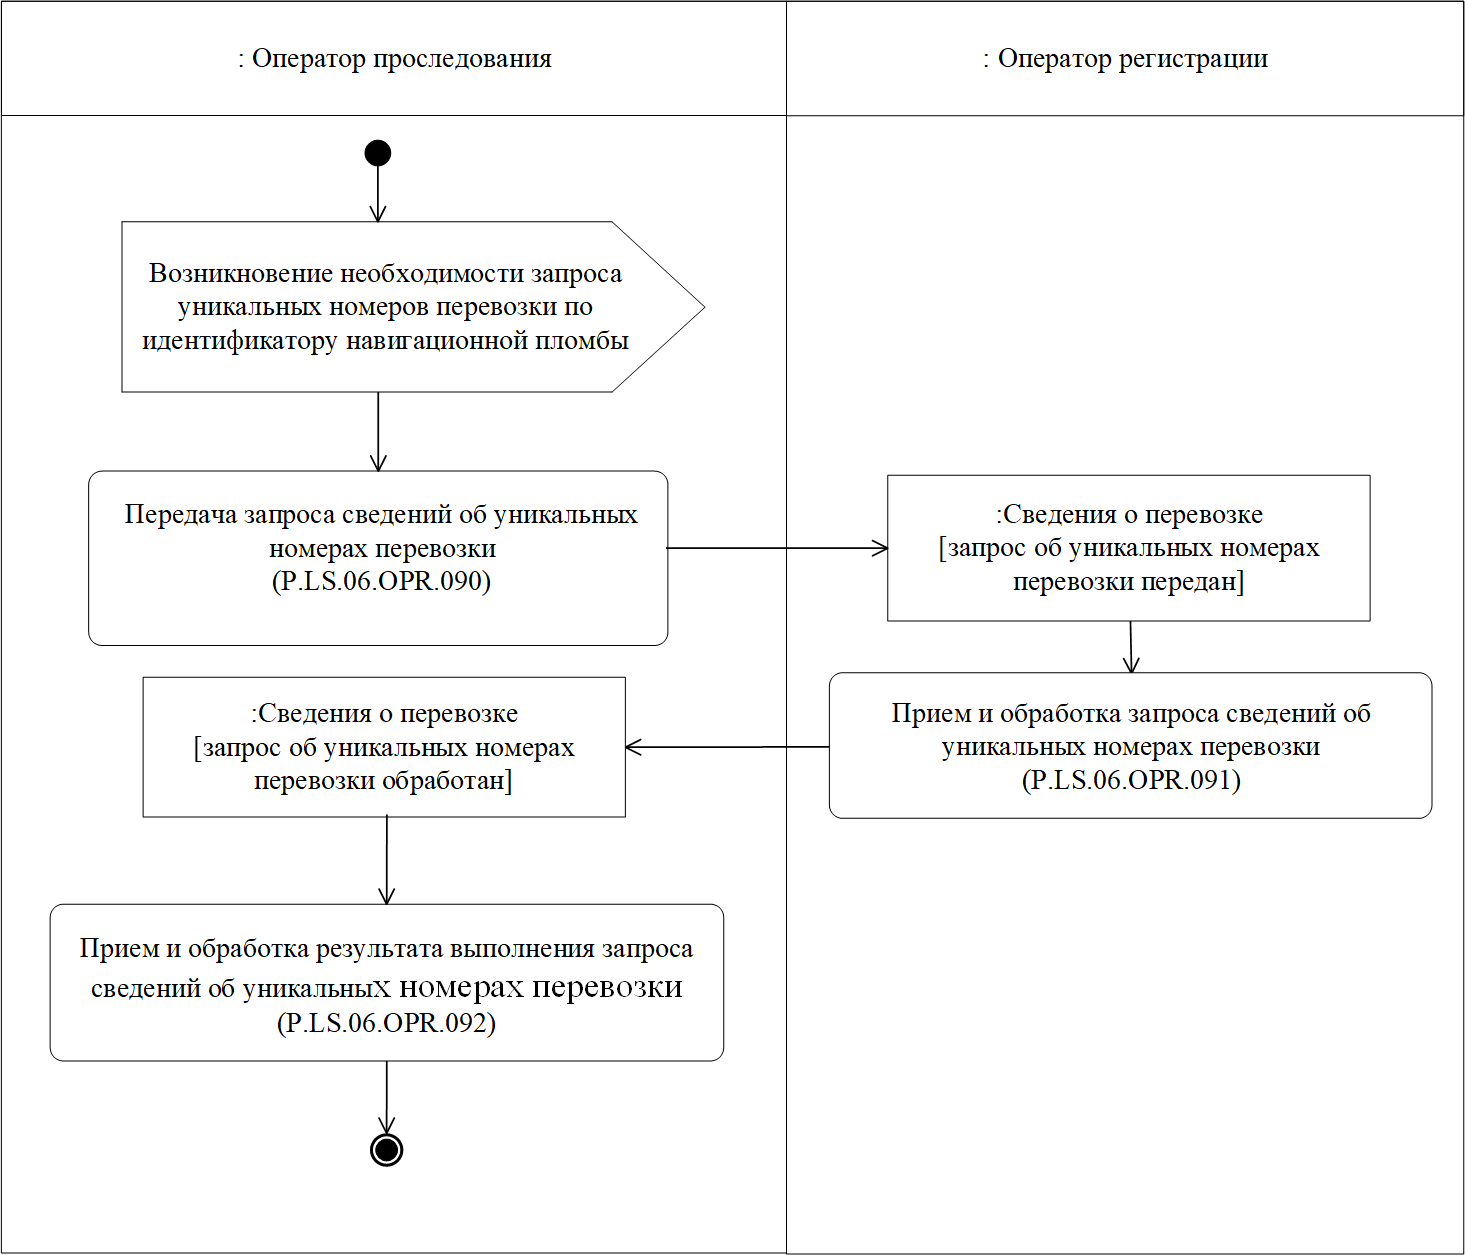 : Оператор проследования
: Оператор регистрации
Возникновение необходимости запроса
уникальных номеров перевозки по
идентификатору навигационной пломбы
Передача запроса сведений об уникальных
номерах перевозки
(P.LS.06.OPR.090)
:Сведения о перевозке
[запрос об уникальных номерах
перевозки передан]
Прием и обработка запроса сведений об
уникальных номерах перевозки
(P.LS.06.OPR.091)
:Сведения о перевозке
[запрос об уникальных номерах
перевозки обработан]
Прием и обработка результата выполнения запроса
сведений об уникальных номерах перевозки
(P.LS.06.OPR.092)